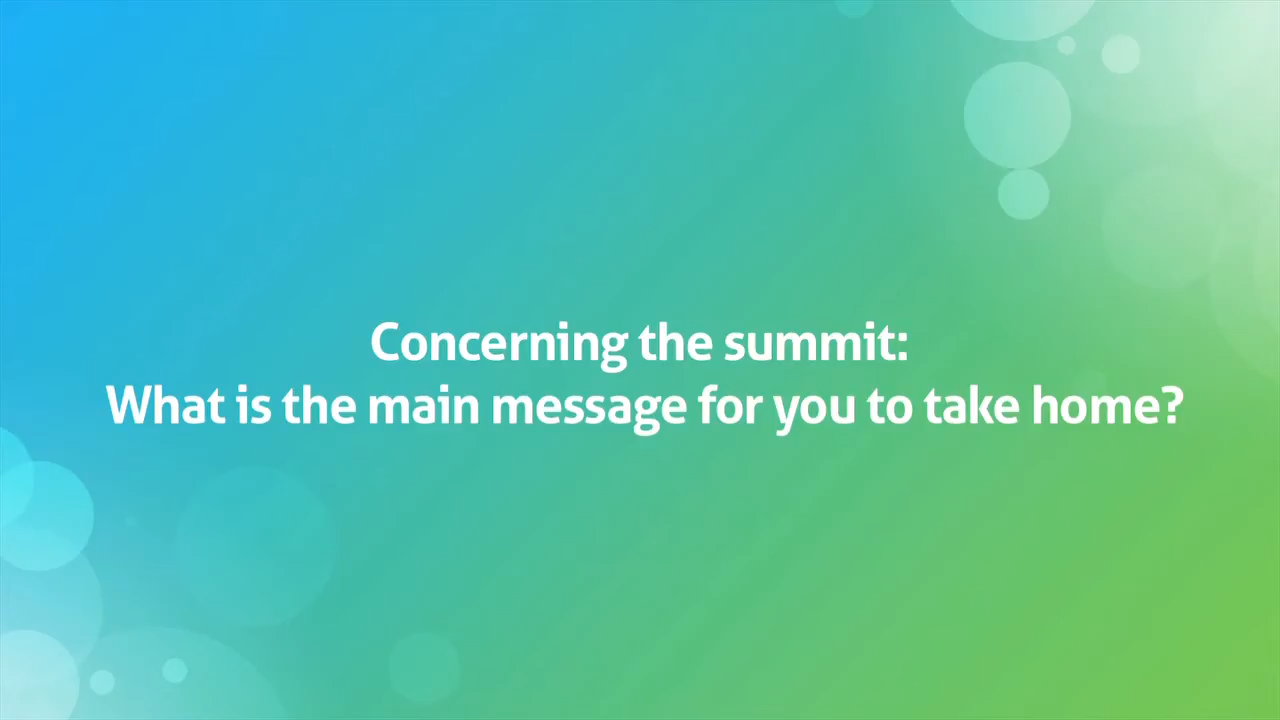 Concerning the summit:
What is the main message for you to take home?